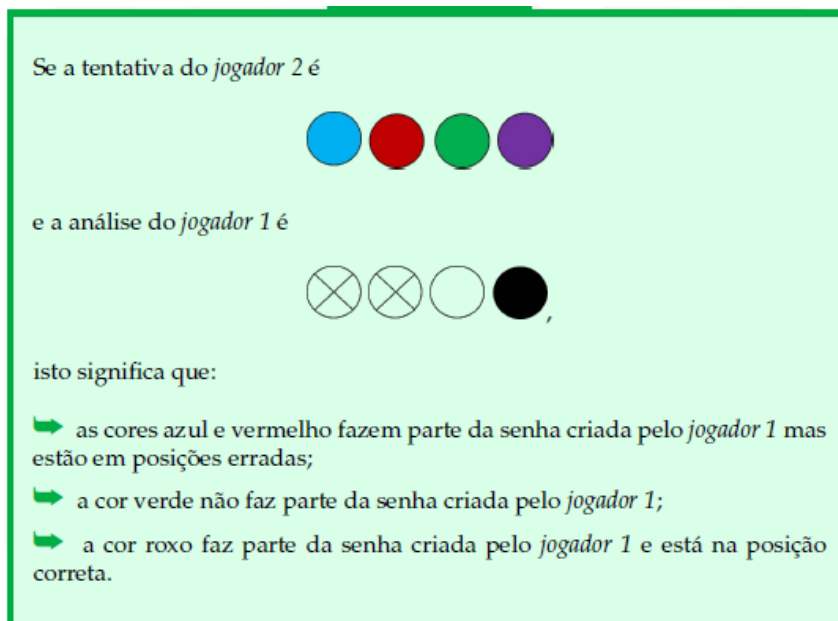 Se a tentativa do jogador 2 é
e a análise do jogador 1 é
,
isto significa que:
as cores azul e vermelho fazem parte da senha criada pelo jogador 1 mas
estão em posições erradas;
a cor verde não faz parte da senha criada pelo jogador 1;
a cor roxo faz parte da senha criada pelo jogador 1 e está na posição
correta.